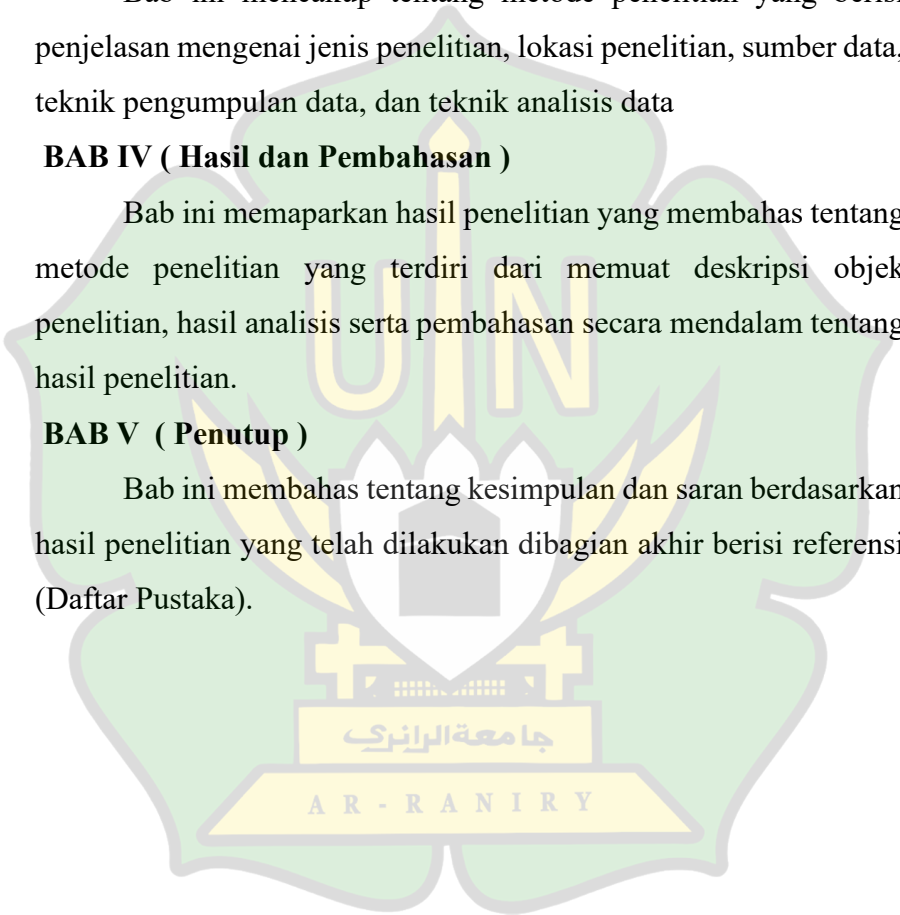 Bab ini mencakup tentang metode penelitian yang berisi
penjelasan mengenai jenis penelitian, lokasi penelitian, sumber data,
teknik pengumpulan data, dan teknik analisis data
BAB IV ( Hasil dan Pembahasan )
Bab ini memaparkan hasil penelitian yang membahas tentang
metode penelitian yang terdiri dari memuat deskripsi objek
penelitian, hasil analisis serta pembahasan secara mendalam tentang
hasil penelitian.
UIN
BAB V ( Penutup )
Bab ini membahas tentang kesimpulan dan saran berdasarkan
hasil penelitian yang telah dilakukan dibagian akhir berisi referensi
(Daftar Pustaka).
جامعة الرانري
AR-RANIRY